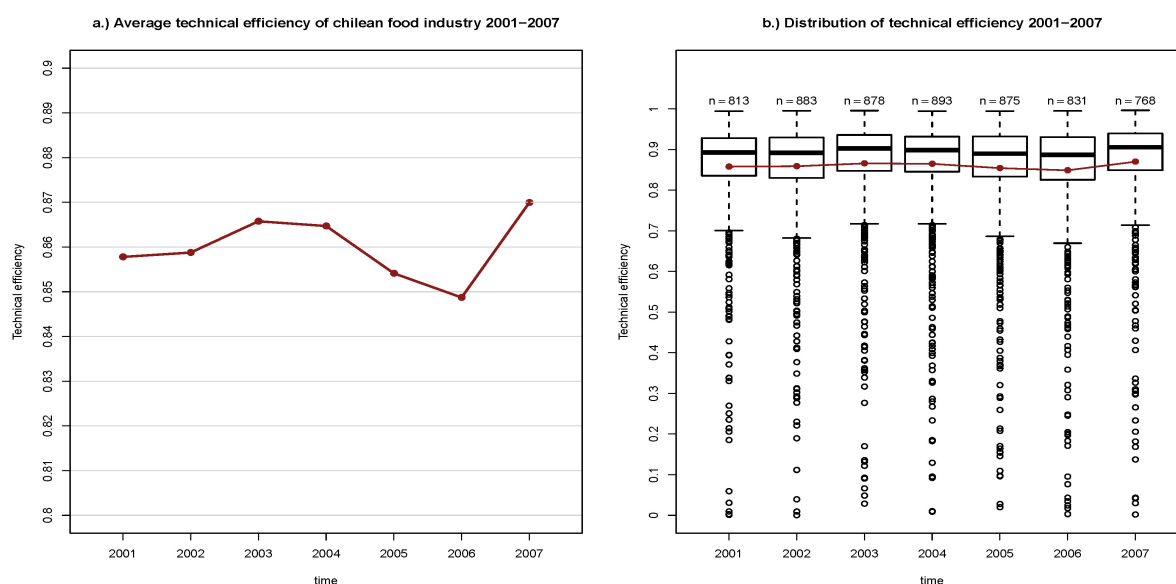 a.) Average technical efficiency of chilean food industry 2001−2007
Technical efficiency
0.9
0.89
0.88
0.87
0.86
0.85
0.84
0.83
0.82
0.81
0.8
2001 2002 2003 2004 2005 2006 2007
time
b.) Distribution of technical efficiency 2001−2007
Technical efficiency
n = 813 n = 883 n = 878 n = 893 n = 875 n = 831 n = 768
1
0.9
0.8
0.7
0.6
0.5
0.4
0.3
0.2
0.1
0
2001 2002 2003 2004 2005 2006 2007
time